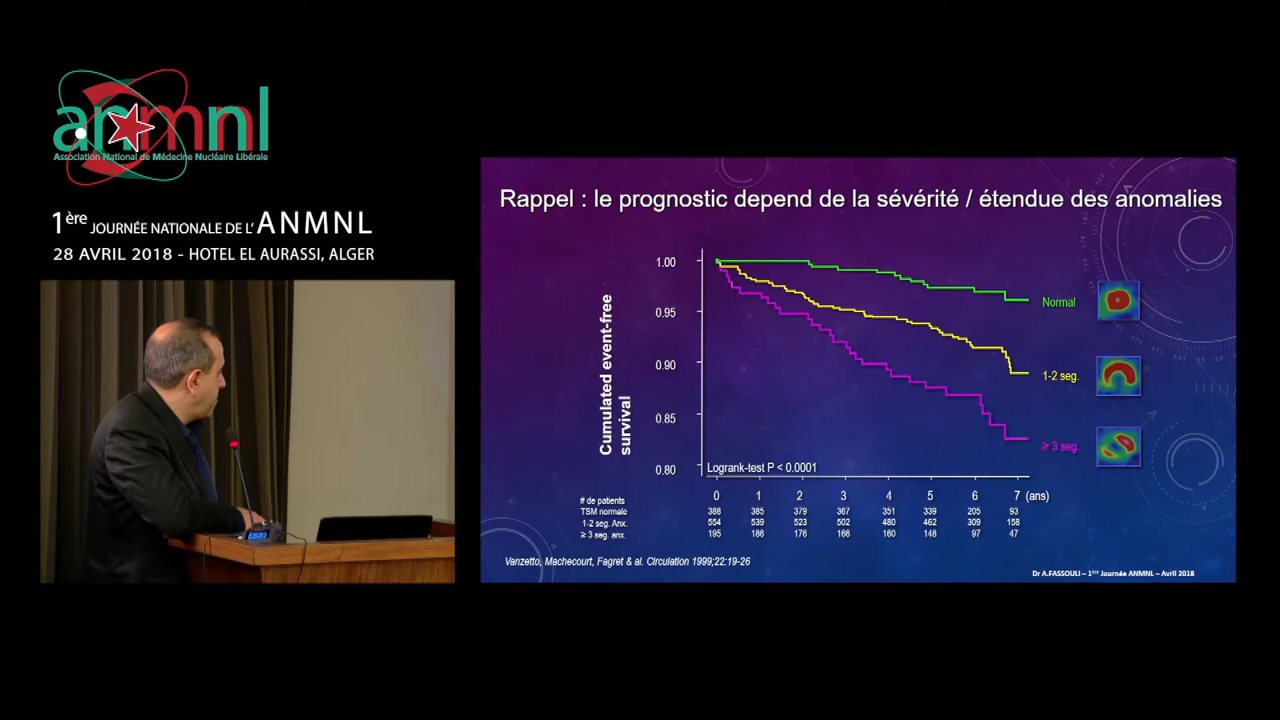 anmnl
Association National de Médecine Nucléaire Libérale
1ère JOURNÉE NATIONALE DE L' ANMNL
28 AVRIL 2018 - HOTEL EL AURASSI, ALGER
Rappel : le prognostic depend de la sévérité / étendue des anomalies
Cumulated event-free
survival
1.00
0.95
0.90
0.85
0.80
Normal
1-2 seg.
≥ 3 seg.
Logrank-test P < 0.0001
0 1 2 3 4 5 6 7 (ans)
# de patients
TSM normale 388 385 379 367 351 339 205 93
1-2 seg. Anx. 554 539 523 502 480 462 309 158
≥ 3 seg. anx. 195 186 176 166 160 148 97 47
Vanzetto, Machecourt, Fagret & al. Circulation 1999;22:19-26
Dr A.FASSOULI – 1ère Journée ANMNL – Avril 2018